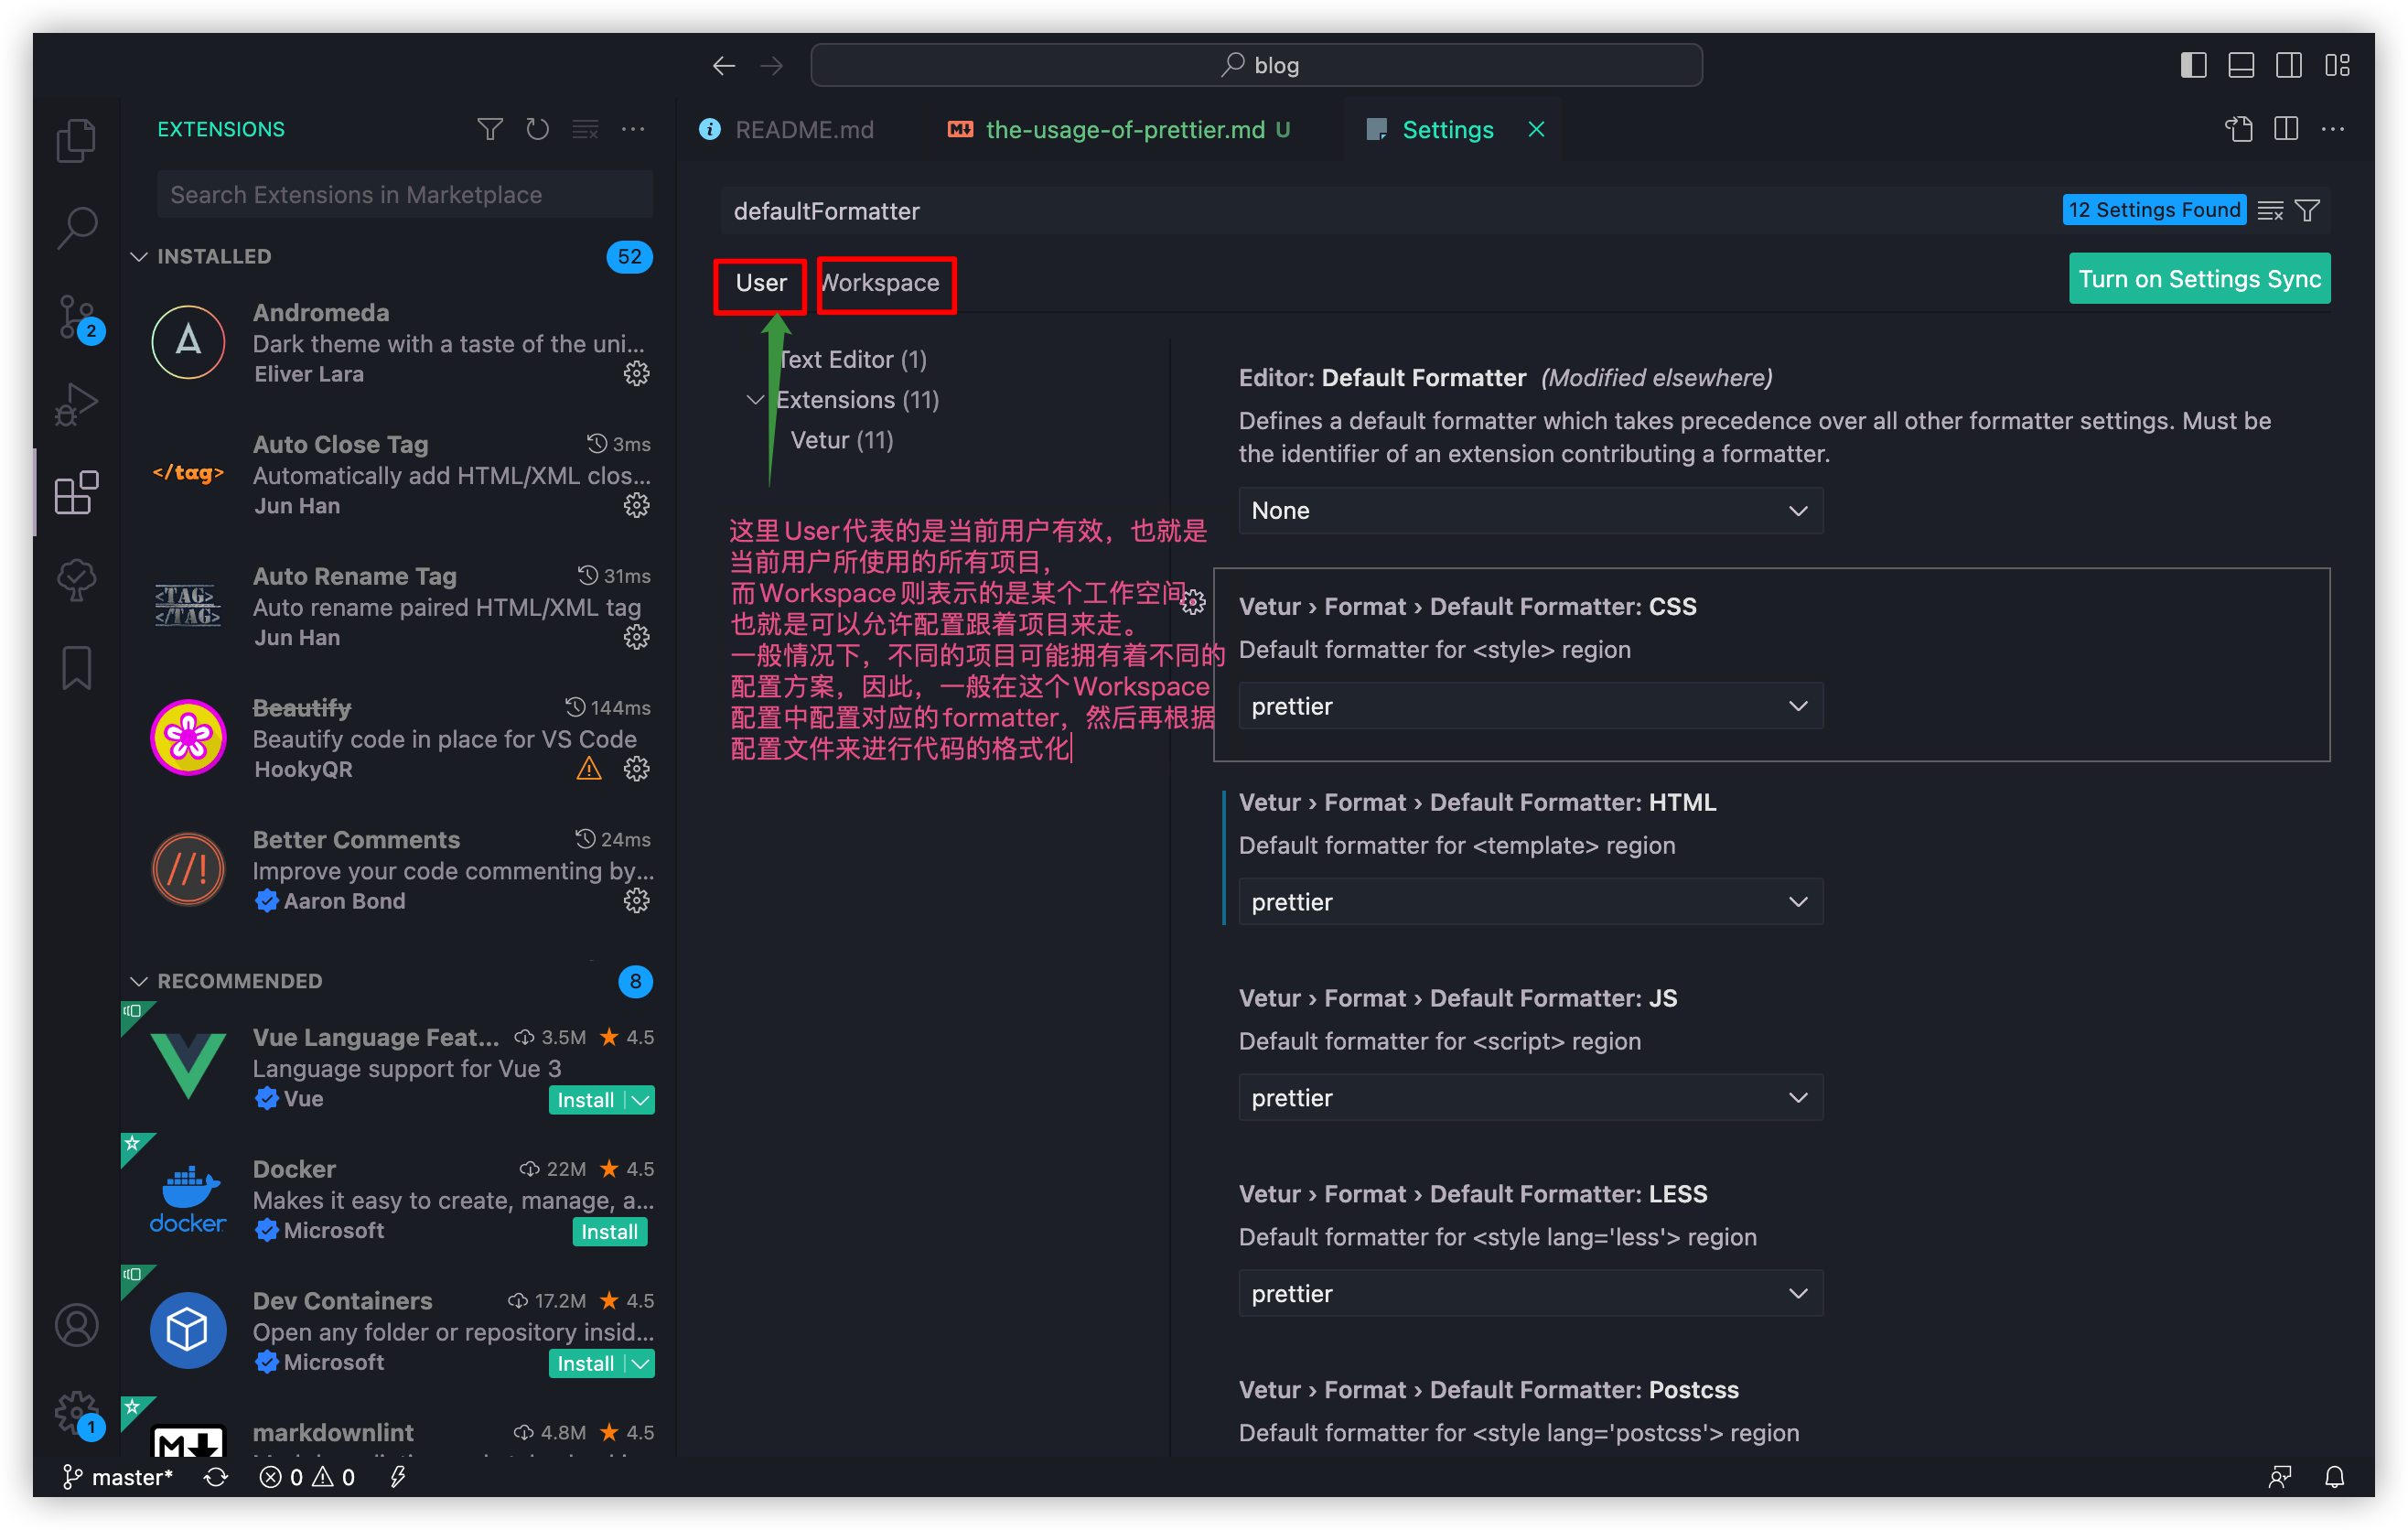 blog
EXTENSIONS
README.md
the-usage-of-prettier.md U
Settings
Search Extensions in Marketplace
defaultFormatter
12 Settings Found
INSTALLED
52
User
Workspace
Turn on Settings Sync
2
Andromeda
Dark theme with a taste of the uni...
Eliver Lara
Auto Close Tag
3ms
</tag>
Automatically add HTML/XML clos...
Jun Han
Auto Rename Tag
31ms
<TAG>
</TAG>
Auto rename paired HTML/XML tag
Jun Han
Beautify
144ms
Beautify code in place for VS Code
HookyQR
Better Comments
24ms
//!
Improve your code commenting by...
Aaron Bond
RECOMMENDED
8
Vue Language Feat...
3.5M
4.5
Language support for Vue 3
Vue
Install
Docker
22M
4.5
docker
Makes it easy to create, manage, a...
Microsoft
Install
Dev Containers
17.2M
4.5
Open any folder or repository insid...
Microsoft
Install
markdownlint
4.8M
4.5
Text Editor (1)
Extensions (11)
Vetur (11)
这里User代表的是当前用户有效，也就是
当前用户所使用的所有项目，
而Workspace则表示的是某个工作空间
也就是可以允许配置跟着项目来走。
一般情况下，不同的项目可能拥有着不同的
配置方案，因此，一般在这个Workspace
配置中配置对应的formatter，然后再根据
配置文件来进行代码的格式化
Editor: Default Formatter (Modified elsewhere)
Defines a default formatter which takes precedence over all other formatter settings. Must be
the identifier of an extension contributing a formatter.
None
Vetur › Format › Default Formatter: CSS
Default formatter for <style> region
prettier
Vetur › Format › Default Formatter: HTML
Default formatter for <template> region
prettier
Vetur › Format › Default Formatter: JS
Default formatter for <script> region
prettier
Vetur › Format › Default Formatter: LESS
Default formatter for <style lang='less'> region
prettier
Vetur › Format › Default Formatter: Postcss
Default formatter for <style lang='postcss'> region
1
master*
0
0